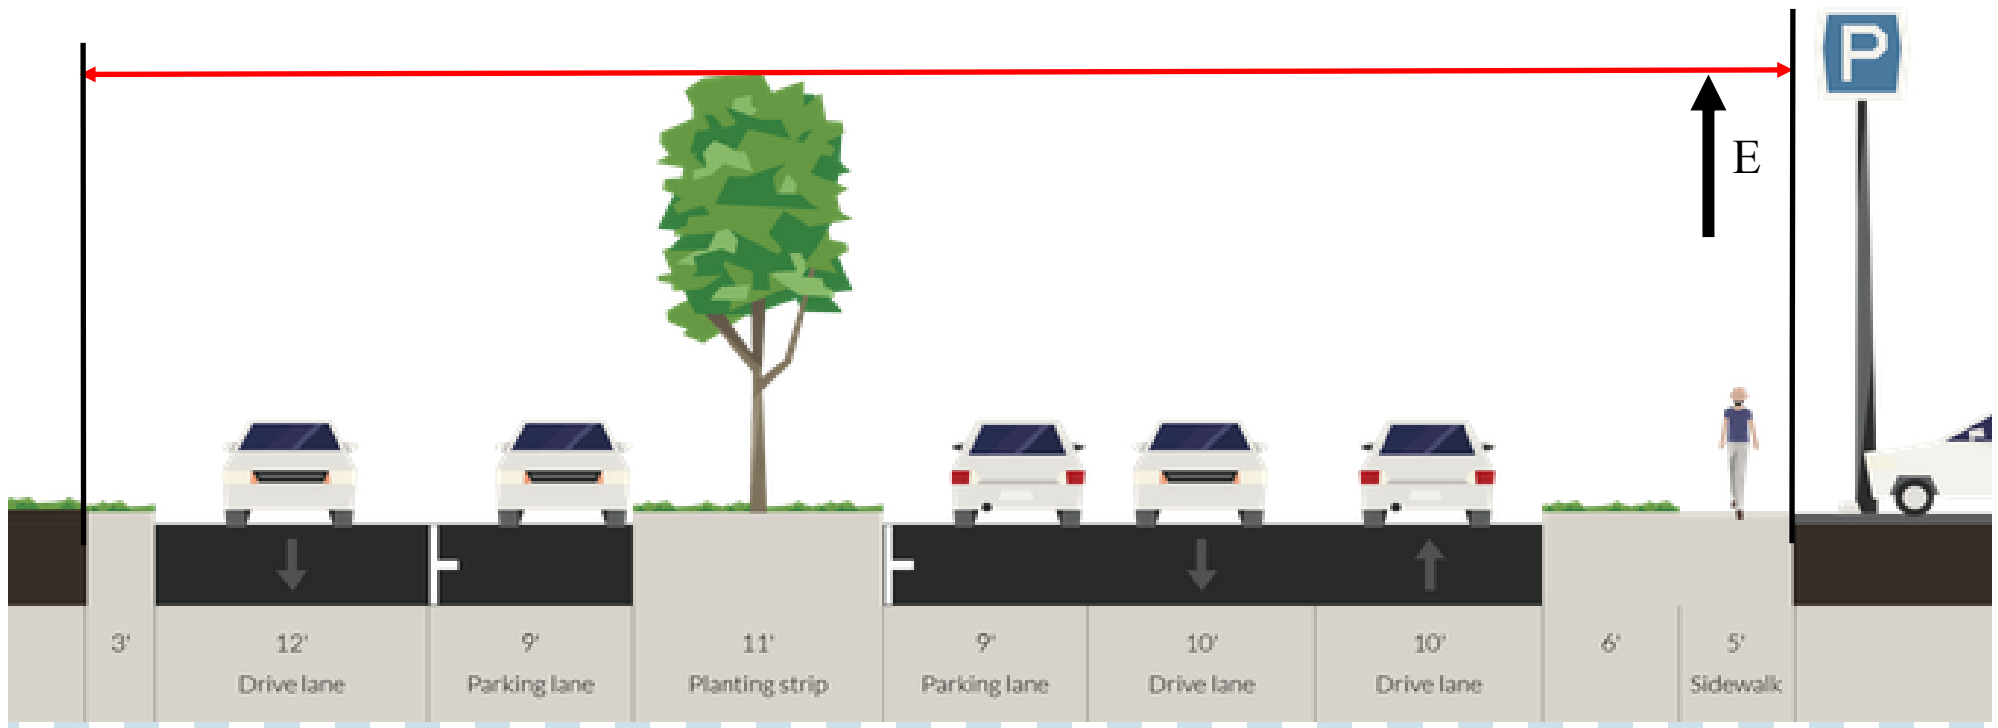 P
E
3' 12' 9' 11' 9' 10' 10' 6' 5'
Drive lane Parking lane Planting strip Parking lane Drive lane Drive lane Sidewalk